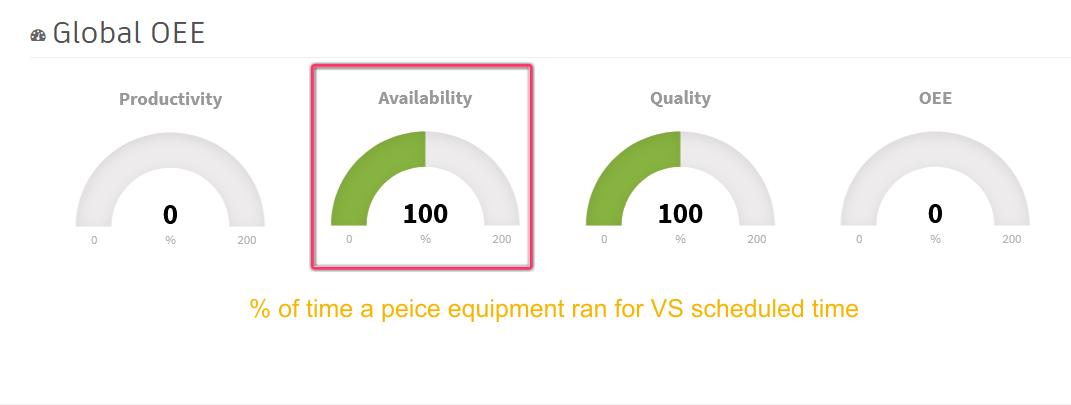 Global OEE
Productivity Availability Quality OEE
0 100 100 0
0 % 200 0 % 200 0 % 200 0 % 200
% of time a peice equipment ran for VS scheduled time